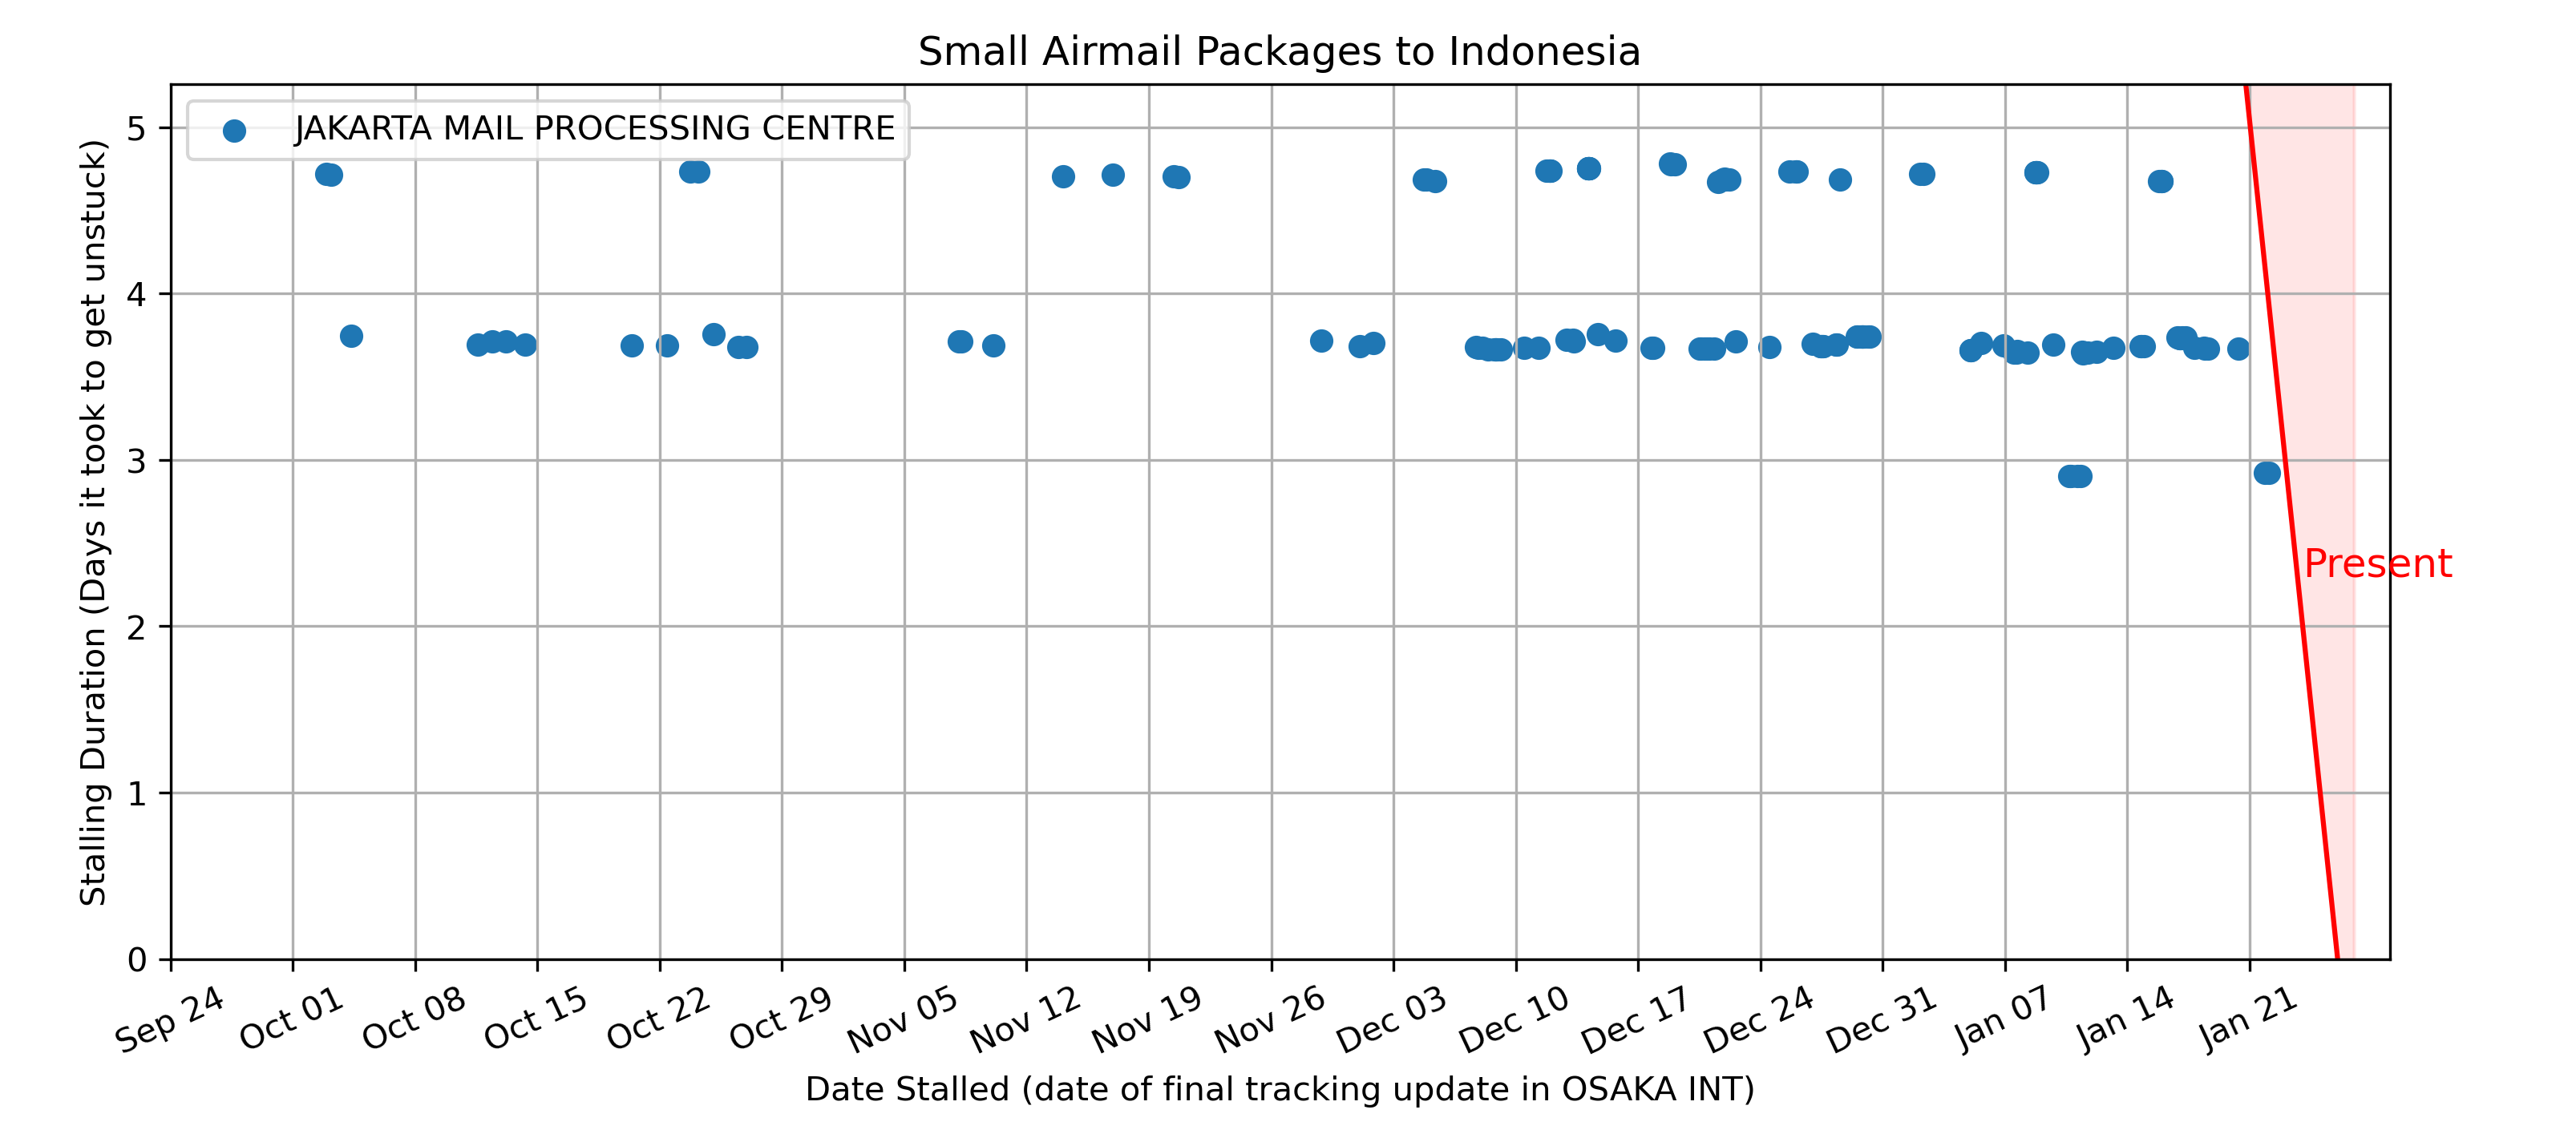 Small Airmail Packages to Indonesia
JAKARTA MAIL PROCESSING CENTRE
Stalling Duration (Days it took to get unstuck)
5
4
3
2
1
0
Present
Sep 24
Oct 01
Oct 08
Oct 15
Oct 22
Oct 29
Nov 05
Nov 12
Nov 19
Nov 26
Dec 03
Dec 10
Dec 17
Dec 24
Dec 31
Jan 07
Jan 14
Jan 21
Date Stalled (date of final tracking update in OSAKA INT)